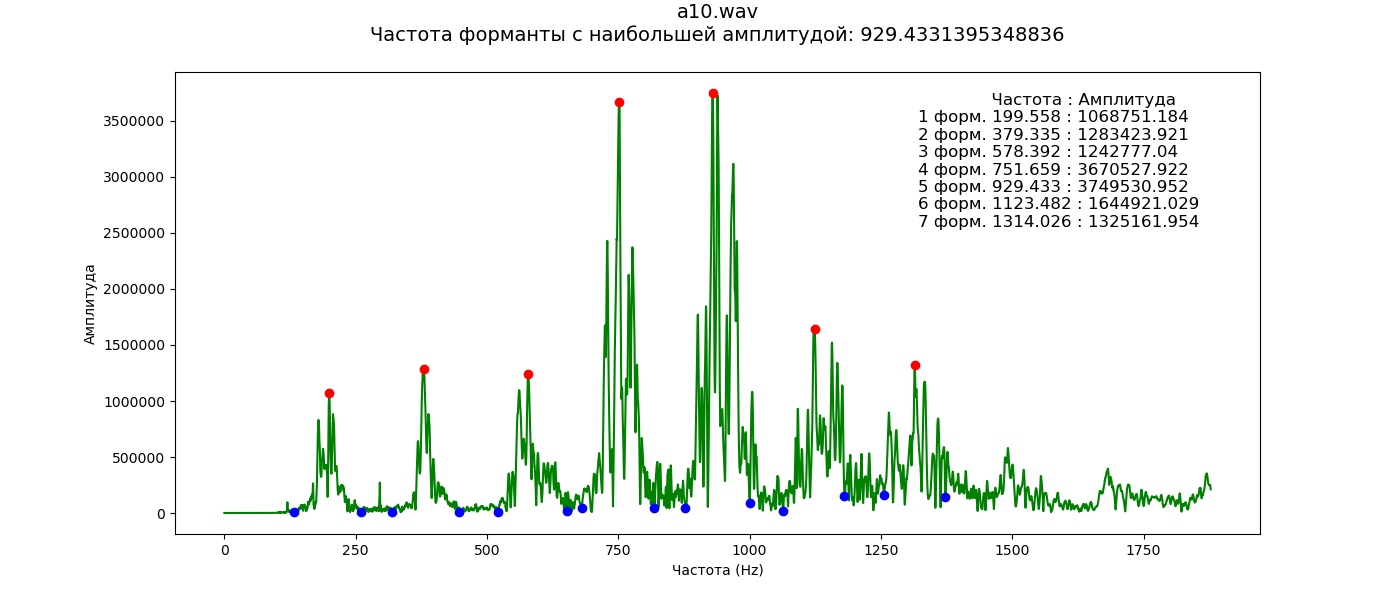 a10.wav
Частота форманты с наибольшей амплитудой: 929.4331395348836
Частота : Амплитуда
1 форм. 199.558 : 1068751.184
2 форм. 379.335 : 1283423.921
3 форм. 578.392 : 1242777.04
4 форм. 751.659 : 3670527.922
5 форм. 929.433 : 3749530.952
6 форм. 1123.482 : 1644921.029
7 форм. 1314.026 : 1325161.954
Амплитуда
3500000
3000000
2500000
2000000
1500000
1000000
500000
0
0 250 500 750 1000 1250 1500 1750
Частота (Hz)